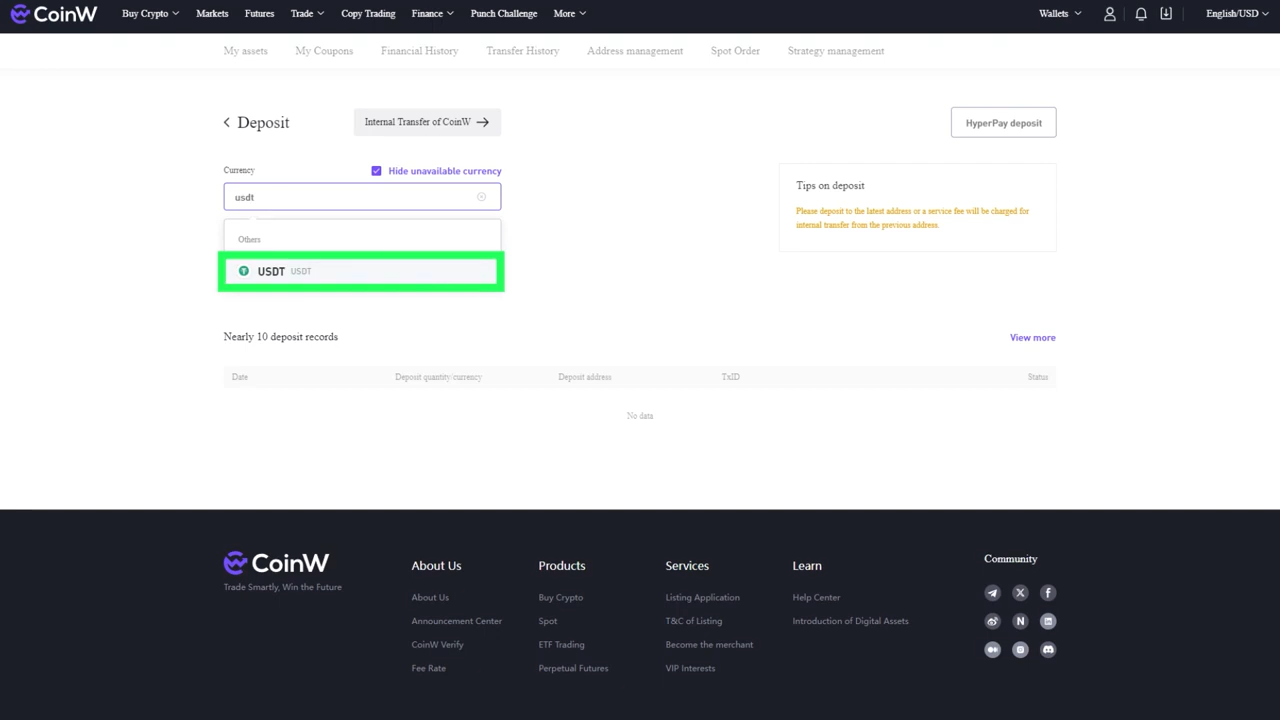 CoinW Buy Crypto Markets Futures Trade Copy Trading Finance Punch Challenge More Wallets English/USD
My assets My Coupons Financial History Transfer History Address management Spot Order Strategy management
Deposit Internal Transfer of CoinW HyperPay deposit
Currency Hide unavailable currency
usdt
Others
USDT USDT
Tips on deposit
Please deposit to the latest address or a service fee will be charged for
internal transfer from the previous address.
Nearly 10 deposit records View more
Date Deposit quantity/currency Deposit address TxID Status
No data
CoinW
Trade Smartly, Win the Future
About Us
About Us
Announcement Center
CoinW Verify
Fee Rate
Products
Buy Crypto
Spot
ETF Trading
Perpetual Futures
Services
Listing Application
T&C of Listing
Become the merchant
VIP Interests
Learn
Help Center
Introduction of Digital Assets
Community